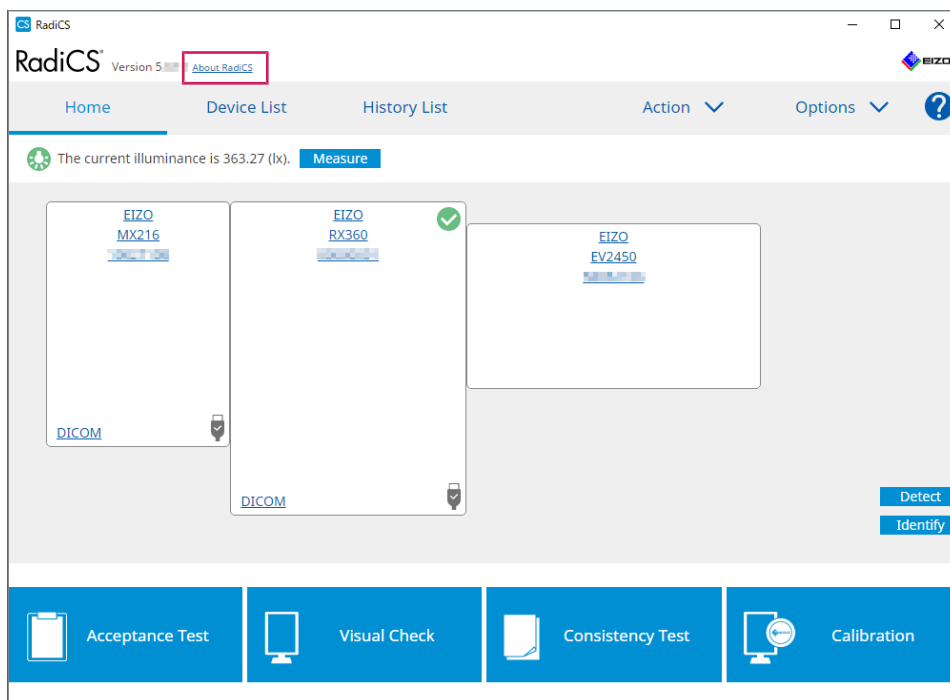 CS RadiCS
RadiCS® Version 5. About RadiCS
EIZO
Home Device List History List Action Options ?
The current illuminance is 363.27 (lx). Measure
EIZO
MX216
DICOM
EIZO
RX360
DICOM
EIZO
EV2450
Detect
Identify
Acceptance Test Visual Check Consistency Test Calibration